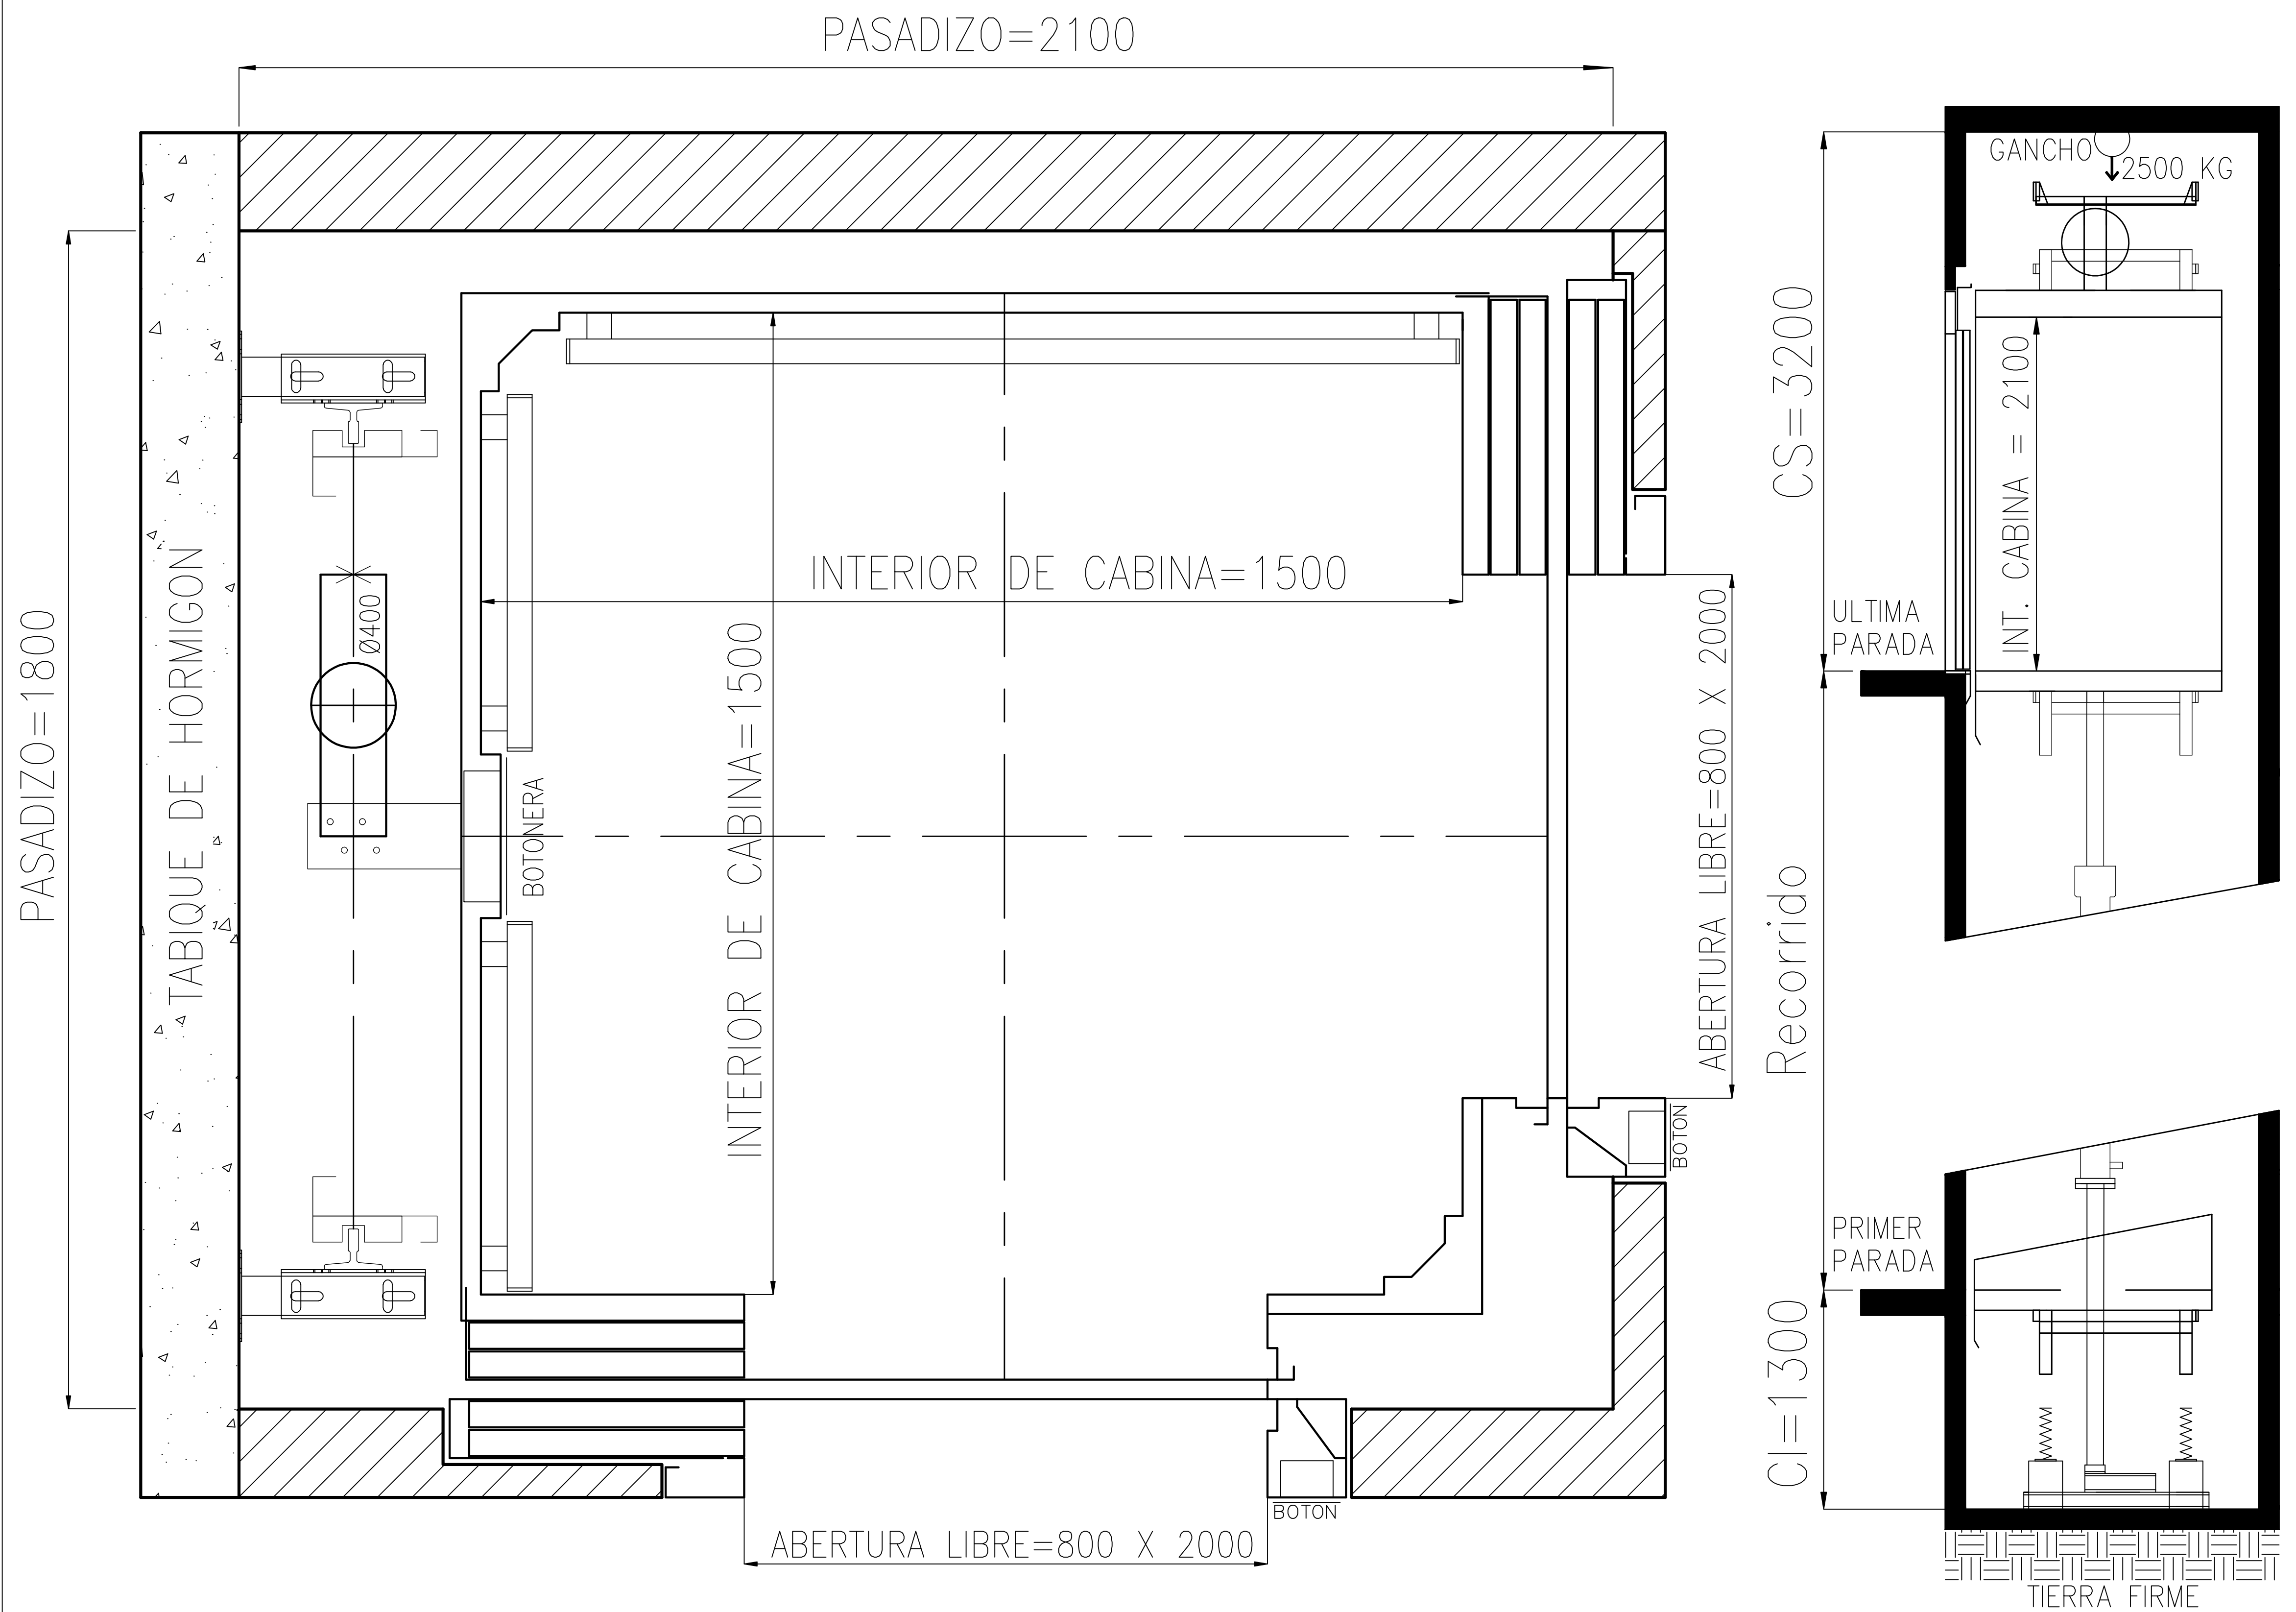 PASADIZO=2100
PASADIZO=1800
TABIQUE DE HORMIGON
Ø400
INTERIOR DE CABINA=1500
INTERIOR DE CABINA=1500
BOTONERA
ABERTURA LIBRE=800 X 2000
BOTON
BOTON
ABERTURA LIBRE=800 X 2000
GANCHO
2500 KG
CS=3200
INT. CABINA = 2100
ULTIMA
PARADA
Recorrido
PRIMER
PARADA
CI=1300
TIERRA FIRME